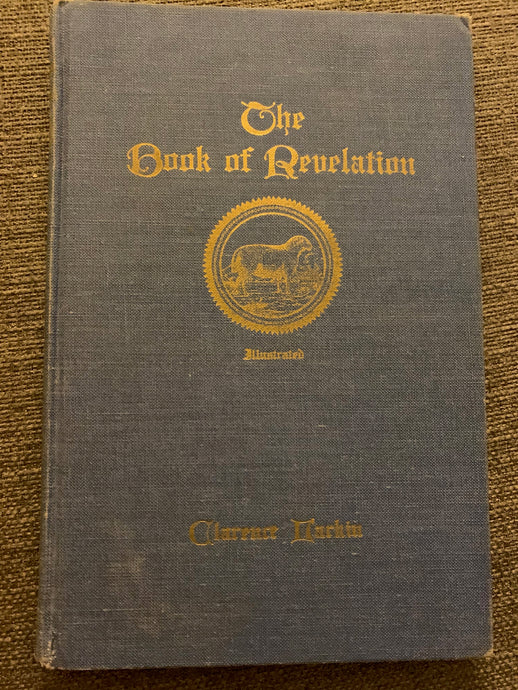 The
Book of Revelation
Illustrated
Clarence Larkin